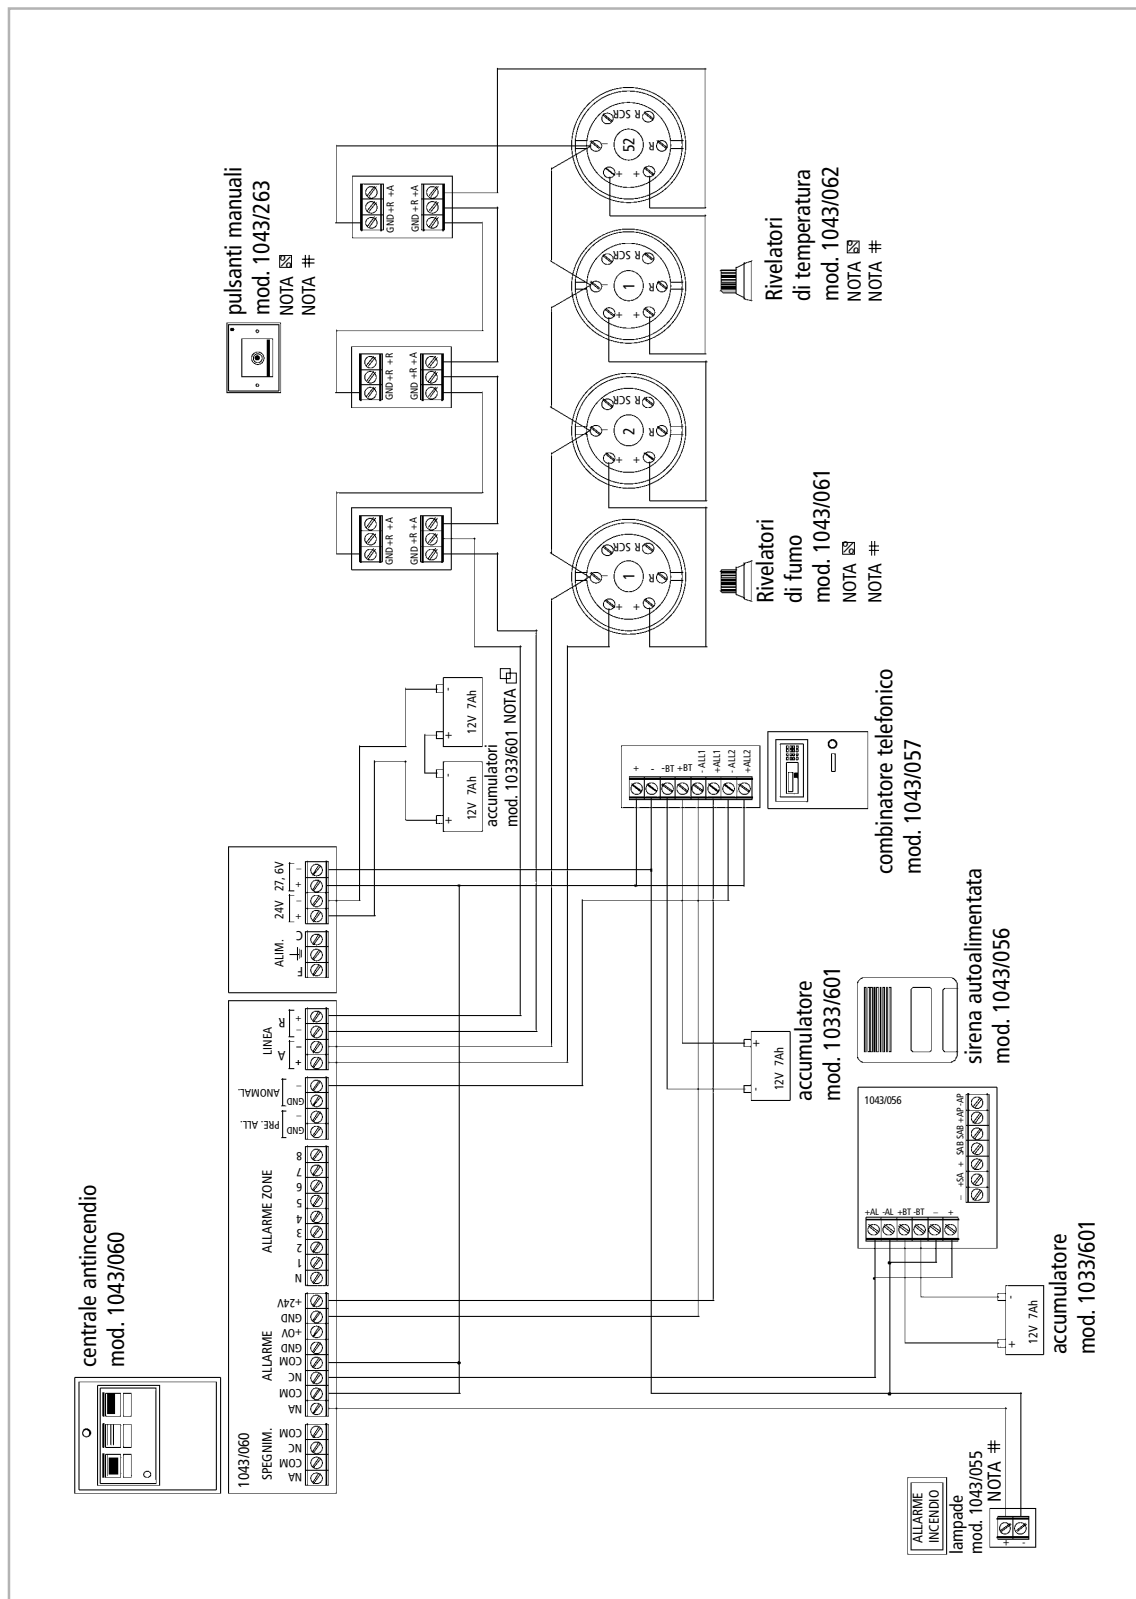 centrale antincendio
mod. 1043/060
1043/060
SPEGNIM.
NA COM NC COM
ALLARME
NA COM NC COM GND +0V GND +24V
ALLARME ZONE
N 1 2 3 4 5 6 7 8
PRE. ALL.
GND -
ANOMAL.
GND -
LINEA
A R
+ - - +
ALIM.
F C
24V 27, 6V
+ - + -
pulsanti manuali
mod. 1043/263
NOTA
NOTA #
GND +R +A
GND +R +A
GND +R +R
GND +R +A
GND +R +A
GND +R +A
12V 7Ah
+ -
12V 7Ah
+ -
accumulatori
mod. 1033/601 NOTA
1
+ + - R R SCR
2
+ + - R R SCR
1
+ + - R R SCR
52
+ + - R R SCR
Rivelatori
di fumo
mod. 1043/061
NOTA
NOTA #
Rivelatori
di temperatura
mod. 1043/062
NOTA
NOTA #
+ - -BT +BT - ALL1 +ALL1 - ALL2 +ALL2
combinatore telefonico
mod. 1043/057
12V 7Ah
- +
accumulatore
mod. 1033/601
sirena autoalimentata
mod. 1043/056
1043/056
+AL -AL +BT -BT - +
- +SA + SAB SAB +AP -AP
12V 7Ah
+ -
accumulatore
mod. 1033/601
ALLARME
INCENDIO
lampade
mod. 1043/055
NOTA #
+ -